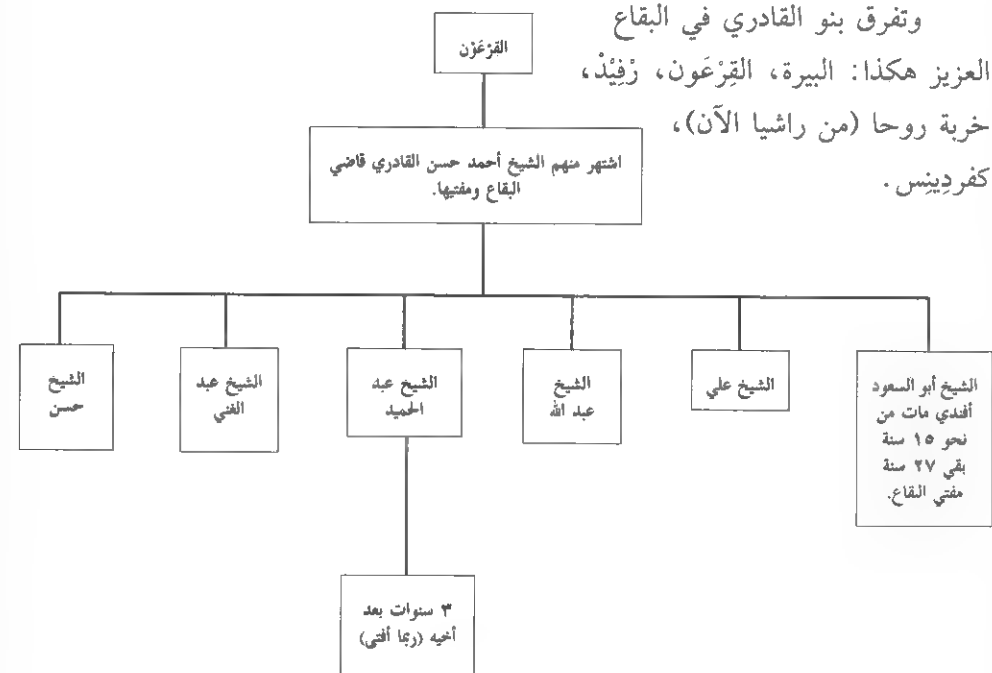 وتفرق بنو القادري في البقاع
العزيز هكذا: البيرة، القِرْعَون، رْفِيْدْ،
خربة روحا (من راشيا الآن)،
كفردِينِس.
القِرْعَوْن
اشتهر منهم الشيخ أحمد حسن القادري قاضي
البقاع ومفتيها.
الشيخ أبو السعود
أفندي مات من
نحو ١٥ سنة
بقي ٢٧ سنة
مفتي البقاع.
الشيخ علي
الشيخ
عبد الله
الشيخ عبد
الحميد
الشيخ عبد
الغني
الشيخ
حسن
٣ سنوات بعد
أخيه (ربما أفتى)